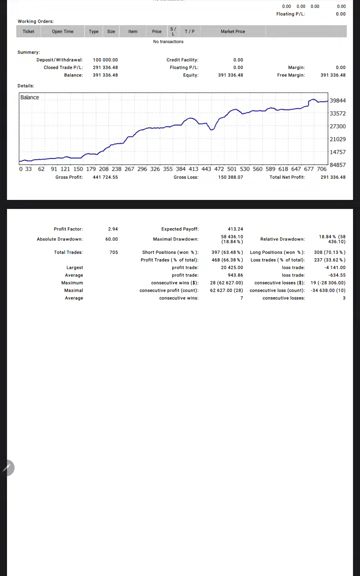 0.00 0.00 0.00 0.00
Floating P/L: 0.00
Working Orders:
Ticket Open Time Type Size Item Price S / L T / P Market Price
No transactions
Summary:
Deposit/Withdrawal: 100 000.00 Credit Facility: 0.00
Closed Trade P/L: 291 336.48 Floating P/L: 0.00 Margin: 0.00
Balance: 391 336.48 Equity: 391 336.48 Free Margin: 391 336.48
Details:
Balance
39844
33572
27300
21029
14757
84857
0 33 62 91 121 150 179 209 238 267 296 326 355 384 413 443 472 501 530 560 589 618 647 677 706
Gross Profit: 441 724.55 Gross Loss: 150 388.07 Total Net Profit: 291 336.48
Profit Factor: 2.94 Expected Payoff: 413.24
Absolute Drawdown: 60.00 Maximal Drawdown: 58 436.10 (18.84%) Relative Drawdown: 18.84% (58 436.10)
Total Trades: 705 Short Positions (won %): 397 (63.48%) Long Positions (won %): 308 (70.13%)
Profit Trades (% of total): 468 (66.38%) Loss trades (% of total): 237 (33.62%)
Largest profit trade: 20 425.00 loss trade: -4 141.00
Average profit trade: 943.86 loss trade: -634.55
Maximum consecutive wins ($): 28 (62 627.00) consecutive losses ($): 19 (-28 306.00)
Maximal consecutive profit (count): 62 627.00 (28) consecutive loss (count): -34 638.00 (10)
Average consecutive wins: 7 consecutive losses: 3